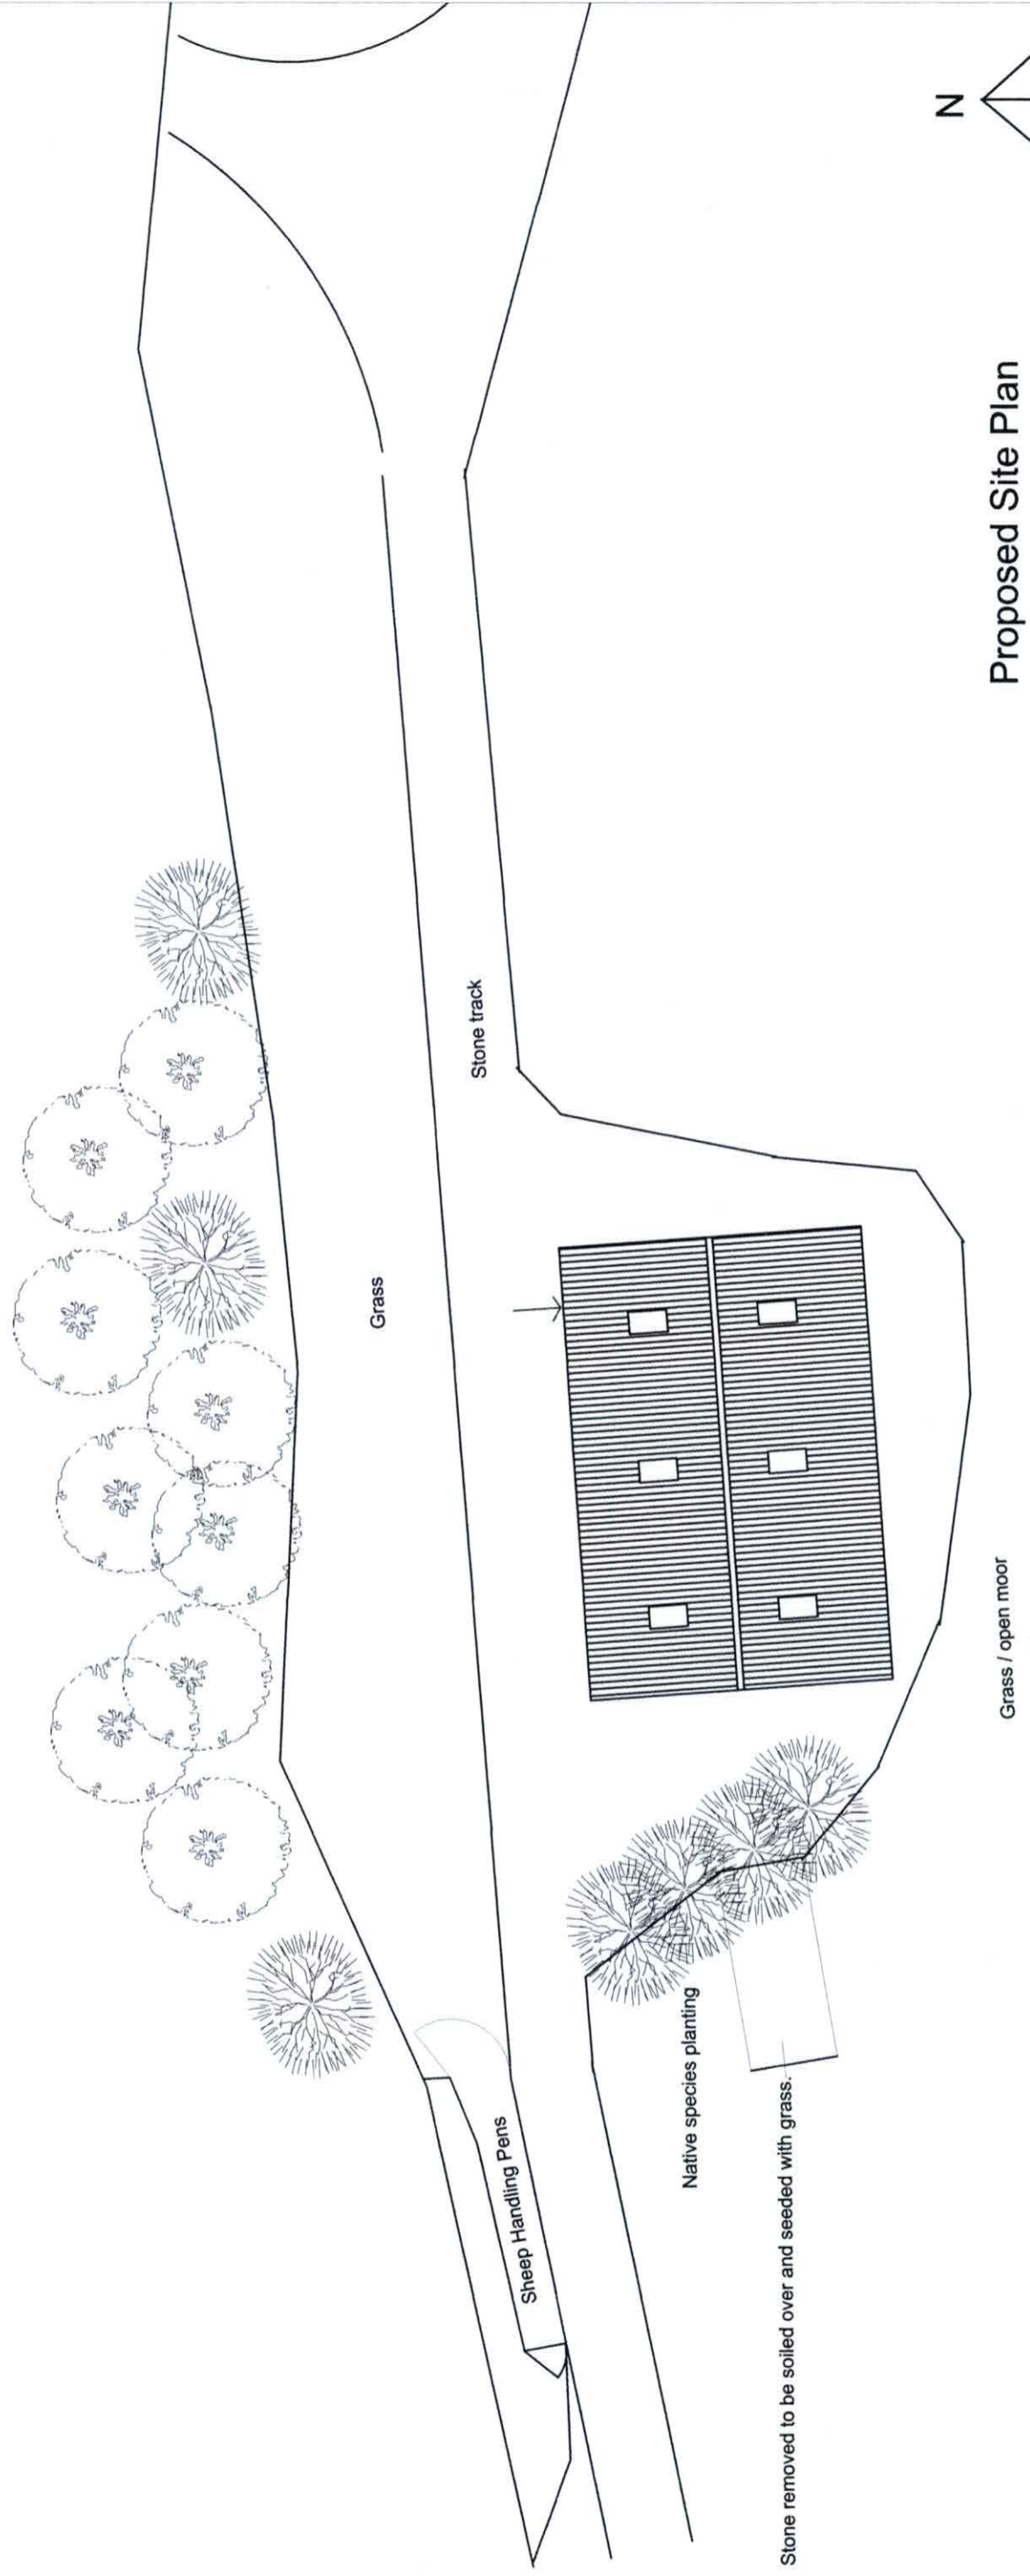 Grass
Stone track
Sheep Handling Pens
Native species planting
Stone removed to be soiled over and seeded with grass.
Grass / open moor
Proposed Site Plan
N